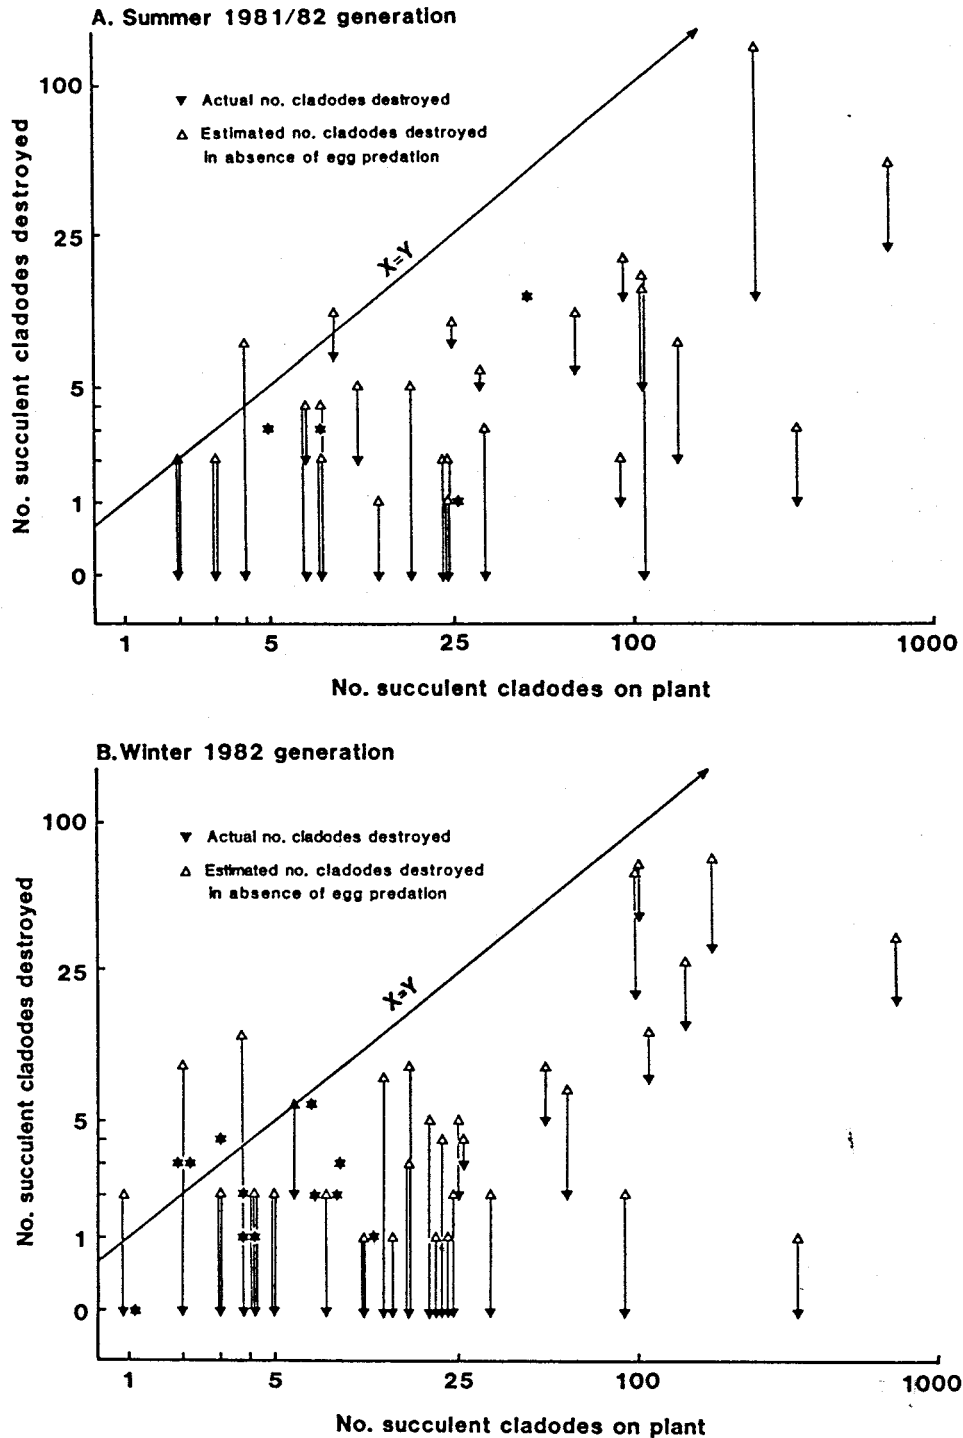 A. Summer 1981/82 generation
100
▼ Actual no. cladodes destroyed
△ Estimated no. cladodes destroyed
in absence of egg predation
25
X=Y
5
1
0
No. succulent cladodes destroyed
1 5 25 100 1000
No. succulent cladodes on plant
B. Winter 1982 generation
100
▼ Actual no. cladodes destroyed
△ Estimated no. cladodes destroyed
in absence of egg predation
25
X=Y
5
1
0
No. succulent cladodes destroyed
1 5 25 100 1000
No. succulent cladodes on plant